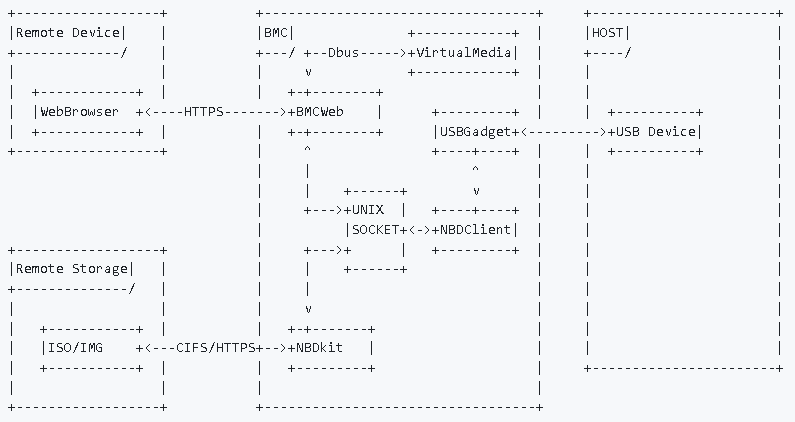 Remote Device
BMC
HOST
Dbus
VirtualMedia
WebBrowser
HTTPS
BMCWeb
USBGadget
USB Device
UNIX
SOCKET
NBDClient
Remote Storage
ISO/IMG
CIFS/HTTPS
NBDkit